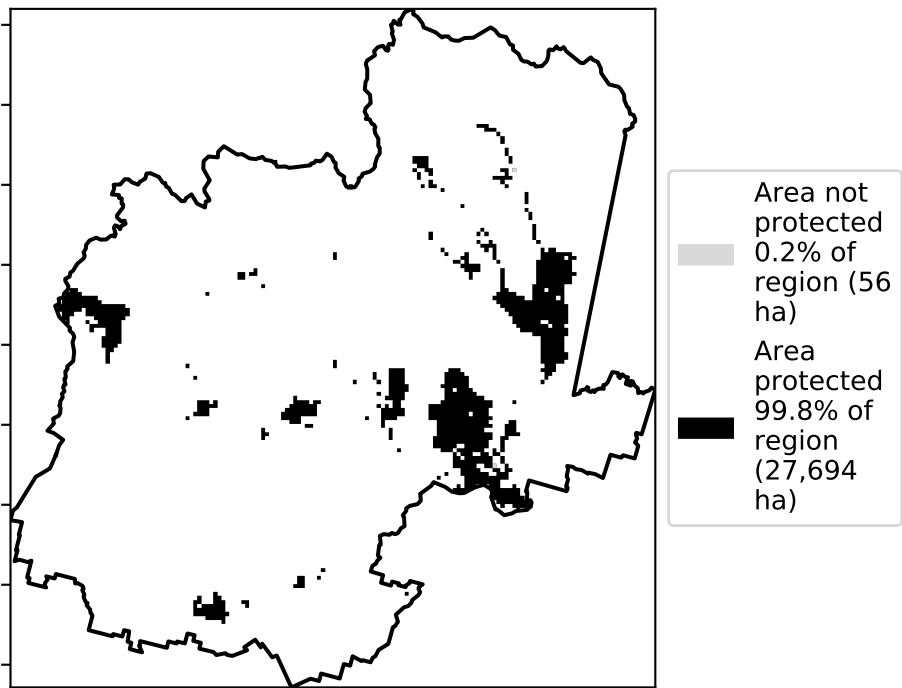 Area not
protected
0.2% of
region (56
ha)
Area
protected
99.8% of
region
(27,694
ha)